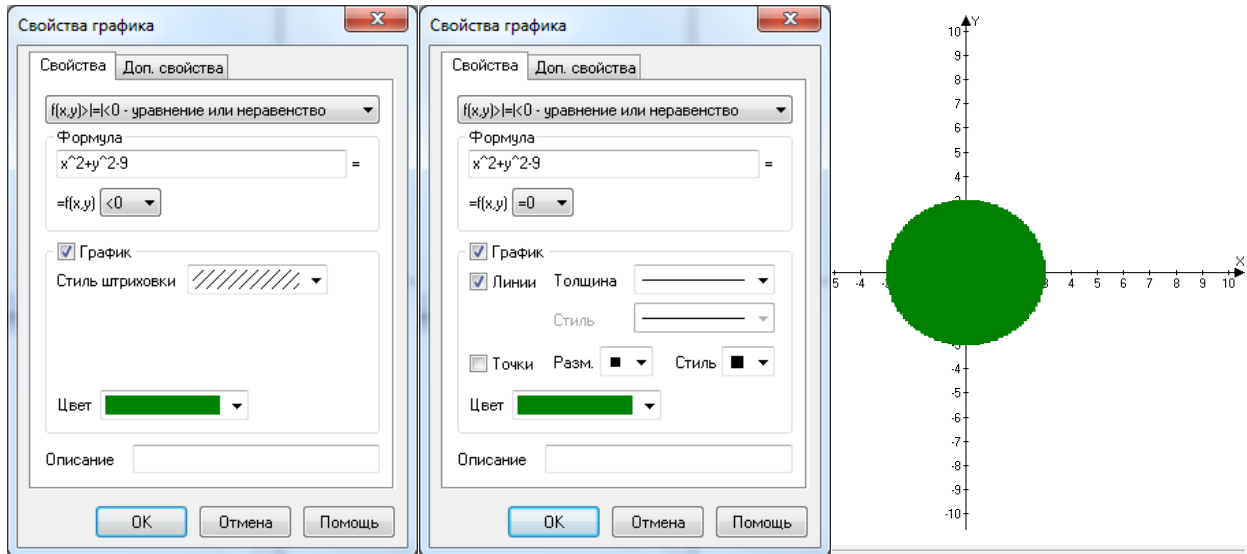 Свойства графика
Свойства Доп. свойства
f(x,y)>|=|<0 - уравнение или неравенство
Формула
x^2+y^2-9 =
=f(x,y) <0
График
Стиль штриховки
Цвет
Описание
OK Отмена Помощь
Свойства графика
Свойства Доп. свойства
f(x,y)>|=|<0 - уравнение или неравенство
Формула
x^2+y^2-9 =
=f(x,y) =0
График
Линии Толщина
Стиль
Точки Разм. Стиль
Цвет
Описание
OK Отмена Помощь
Y
10
9
8
7
6
5
4
X
5 -4 4 5 6 7 8 9 10
-4
-5
-6
-7
-8
-9
-10